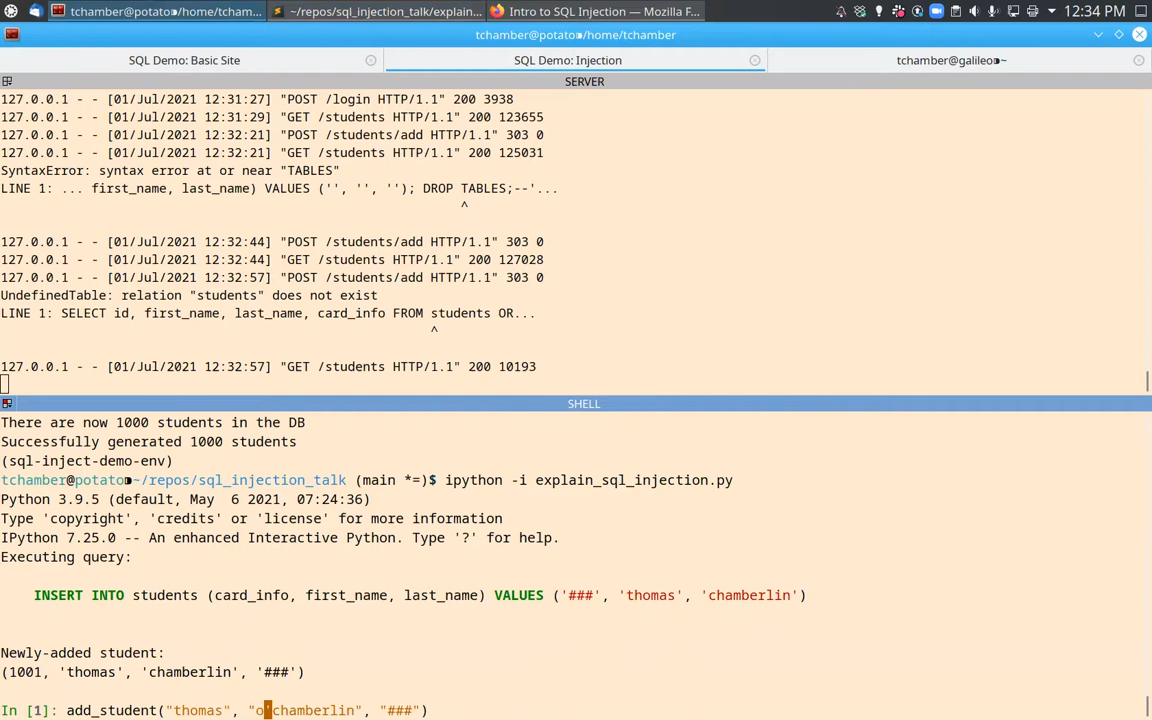 tchamber@potato:/home/tcham...
~/repos/sql_injection_talk/explain...
Intro to SQL Injection — Mozilla F...
12:34 PM
tchamber@potato:/home/tchamber
SQL Demo: Basic Site
SQL Demo: Injection
tchamber@galileo:~
SERVER
127.0.0.1 - - [01/Jul/2021 12:31:27] "POST /login HTTP/1.1" 200 3938
127.0.0.1 - - [01/Jul/2021 12:31:29] "GET /students HTTP/1.1" 200 123655
127.0.0.1 - - [01/Jul/2021 12:32:21] "POST /students/add HTTP/1.1" 303 0
127.0.0.1 - - [01/Jul/2021 12:32:21] "GET /students HTTP/1.1" 200 125031
SyntaxError: syntax error at or near "TABLES"
LINE 1: ... first_name, last_name) VALUES ('', '', ''); DROP TABLES;--'...
^
127.0.0.1 - - [01/Jul/2021 12:32:44] "POST /students/add HTTP/1.1" 303 0
127.0.0.1 - - [01/Jul/2021 12:32:44] "GET /students HTTP/1.1" 200 127028
127.0.0.1 - - [01/Jul/2021 12:32:57] "POST /students/add HTTP/1.1" 303 0
UndefinedTable: relation "students" does not exist
LINE 1: SELECT id, first_name, last_name, card_info FROM students OR...
^
127.0.0.1 - - [01/Jul/2021 12:32:57] "GET /students HTTP/1.1" 200 10193
SHELL
There are now 1000 students in the DB
Successfully generated 1000 students
(sql-inject-demo-env)
tchamber@potato:~/repos/sql_injection_talk (main *=)$ ipython -i explain_sql_injection.py
Python 3.9.5 (default, May  6 2021, 07:24:36)
Type 'copyright', 'credits' or 'license' for more information
IPython 7.25.0 -- An enhanced Interactive Python. Type '?' for help.
Executing query:
INSERT INTO students (card_info, first_name, last_name) VALUES ('###', 'thomas', 'chamberlin')
Newly-added student:
(1001, 'thomas', 'chamberlin', '###')
In [1]: add_student("thomas", "o'chamberlin", "###")